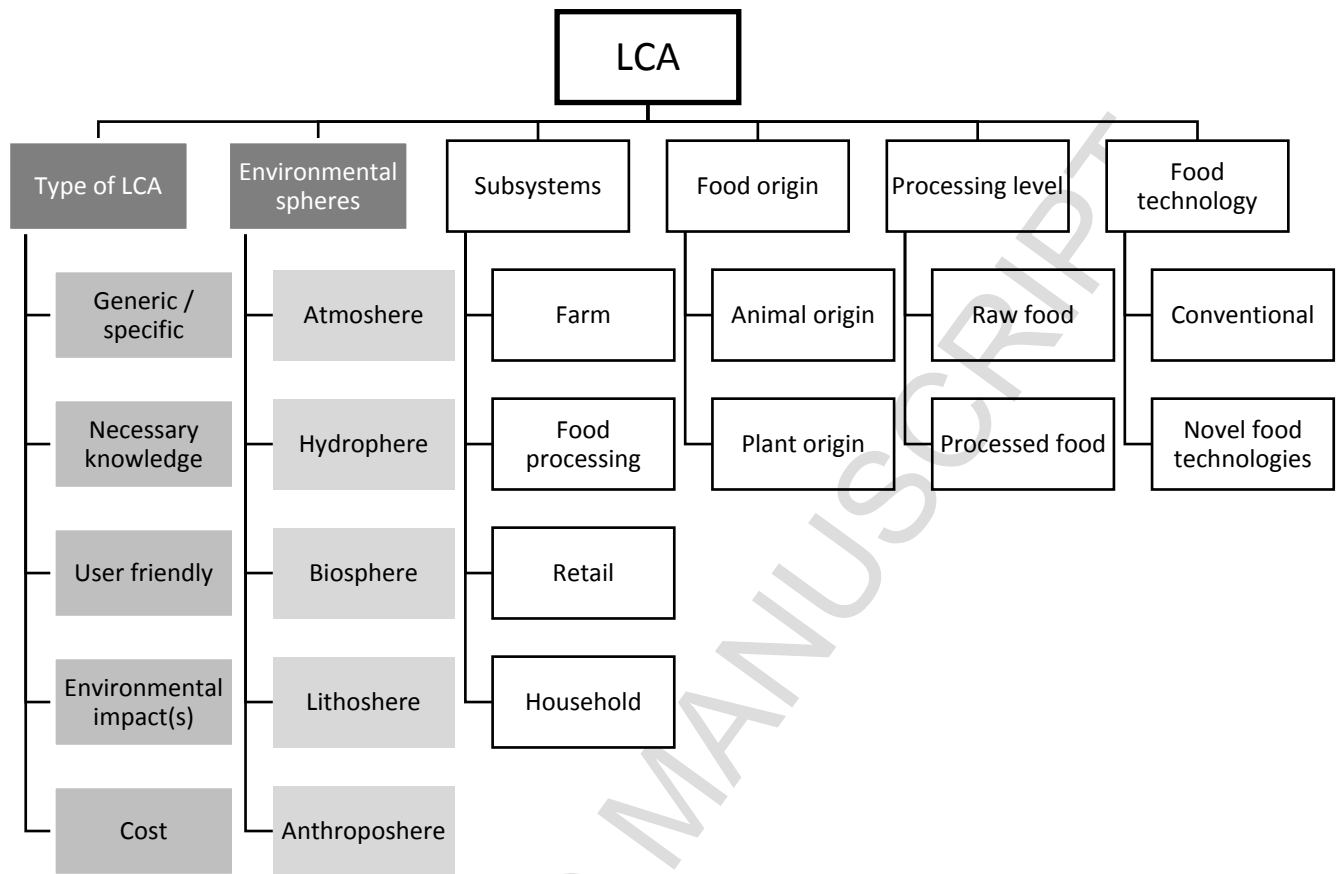 LCA
Type of LCA
Environmental
spheres
Subsystems
Food origin
Processing level
Food
technology
Generic /
specific
Atmoshere
Farm
Animal origin
Raw food
Conventional
Necessary
knowledge
Hydrophere
Food
processing
Plant origin
Processed food
Novel food
technologies
User friendly
Biosphere
Retail
Environmental
impact(s)
Lithoshere
Household
Cost
Anthroposhere
MANUSCRIPT